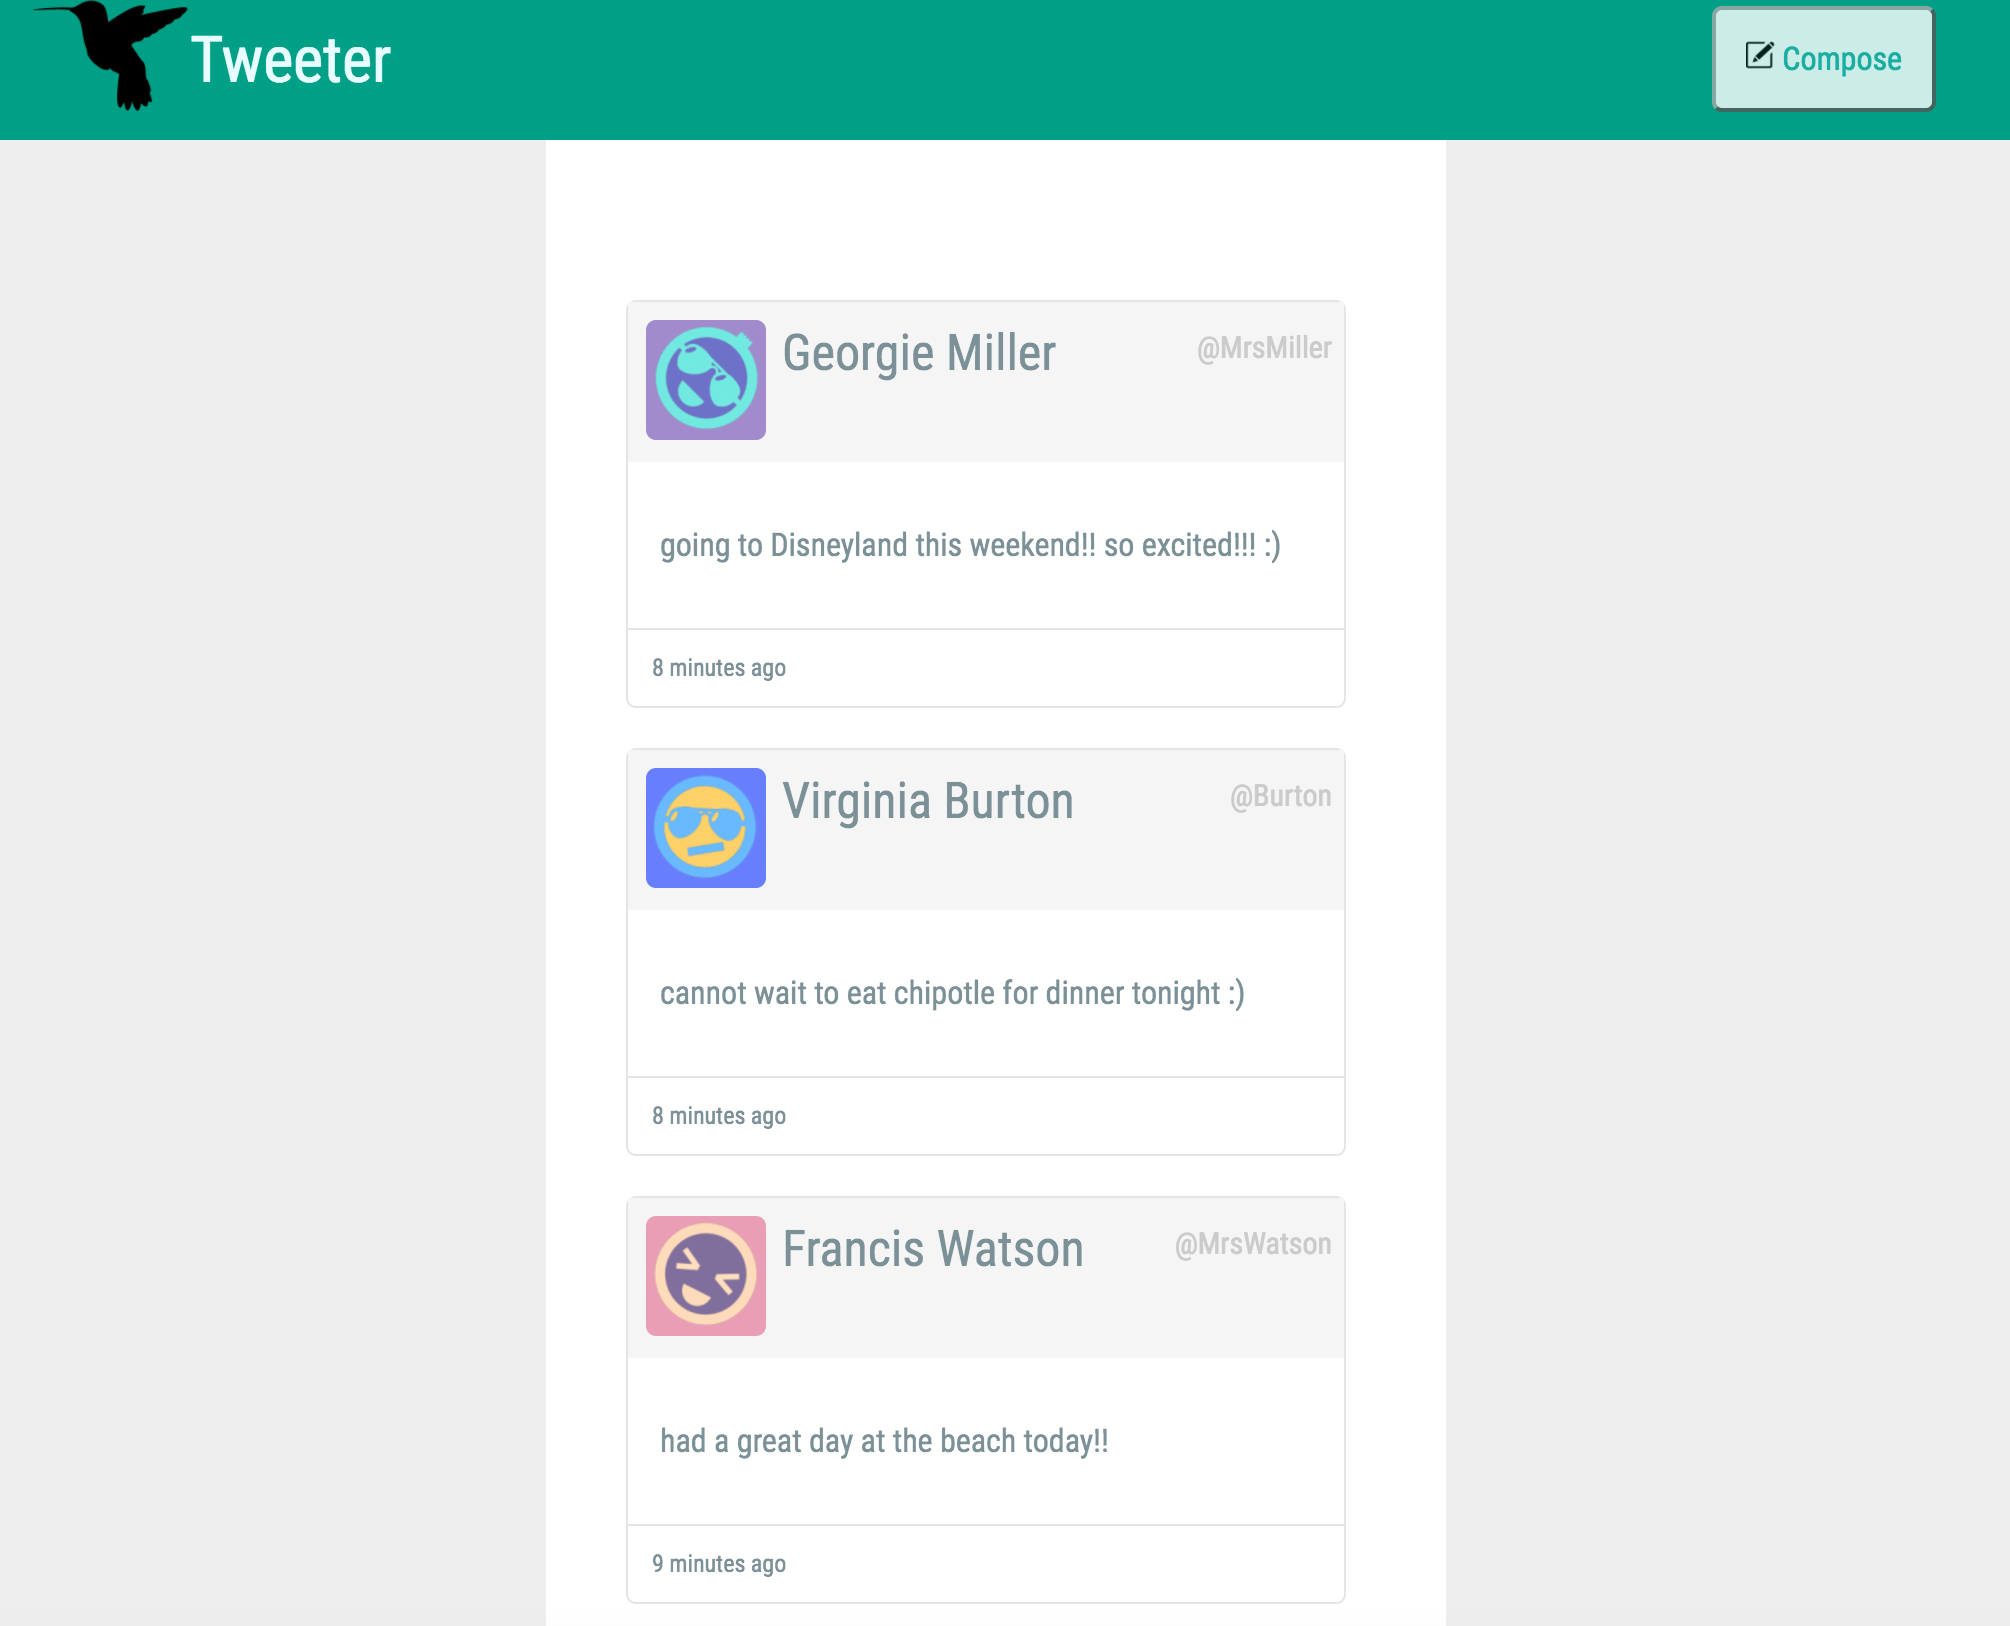 Tweeter
Compose
Georgie Miller
@MrsMiller
going to Disneyland this weekend!! so excited!!! :)
8 minutes ago
Virginia Burton
@Burton
cannot wait to eat chipotle for dinner tonight :)
8 minutes ago
Francis Watson
@MrsWatson
had a great day at the beach today!!
9 minutes ago